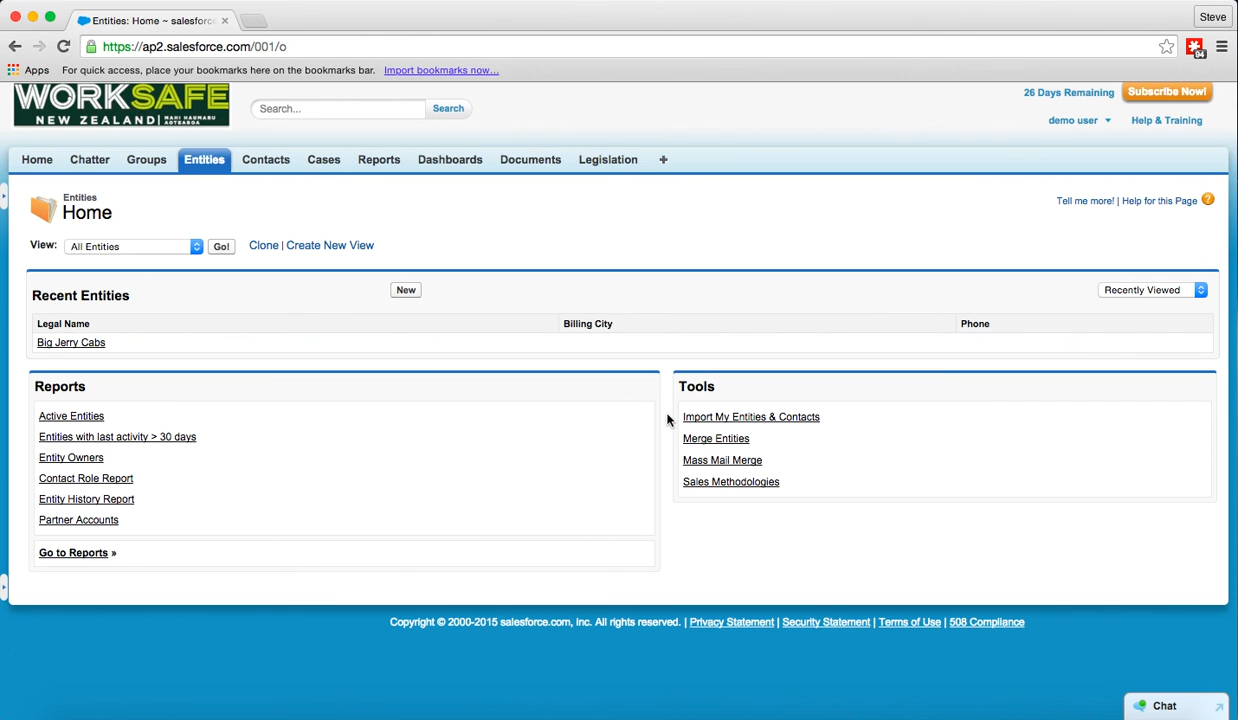 Entities: Home ~ salesforc
Steve
https://ap2.salesforce.com/001/o
94
Apps For quick access, place your bookmarks here on the bookmarks bar. Import bookmarks now...
WORKSAFE
NEW ZEALAND | MAHI HAUMARU AOTEAROA
Search... Search
26 Days Remaining Subscribe Now!
demo user Help & Training
Home Chatter Groups Entities Contacts Cases Reports Dashboards Documents Legislation +
Entities
Home
Tell me more! | Help for this Page ?
View: All Entities Go! Clone | Create New View
Recent Entities New Recently Viewed
Legal Name Billing City Phone
Big Jerry Cabs
Reports
Active Entities
Entities with last activity > 30 days
Entity Owners
Contact Role Report
Entity History Report
Partner Accounts
Go to Reports »
Tools
Import My Entities & Contacts
Merge Entities
Mass Mail Merge
Sales Methodologies
Copyright © 2000-2015 salesforce.com, inc. All rights reserved. | Privacy Statement | Security Statement | Terms of Use | 508 Compliance
Chat